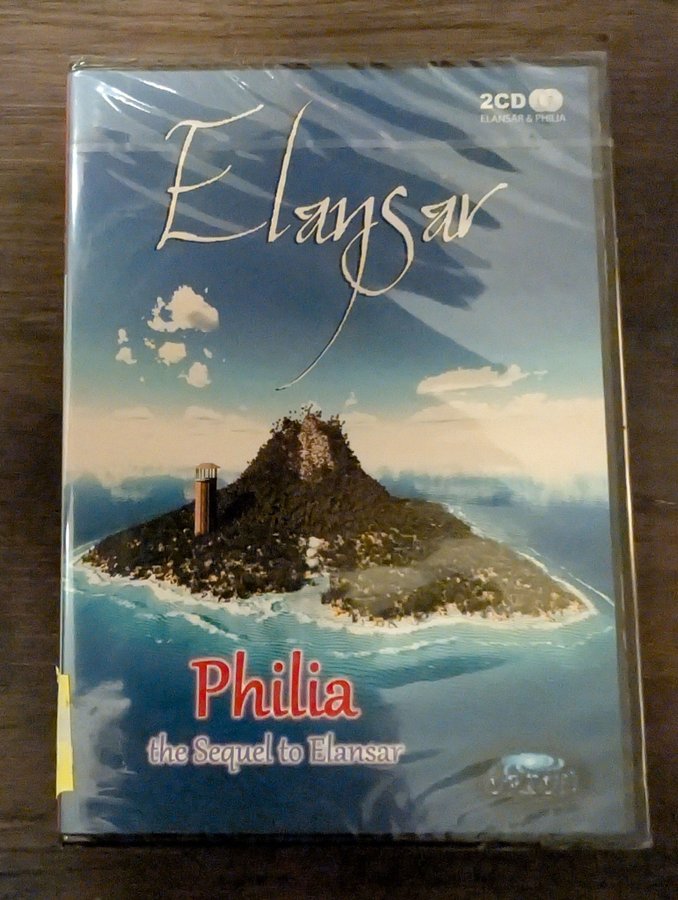 2CD
ELANSAR & PHILIA
Elansar
Philia
the Sequel to Elansar